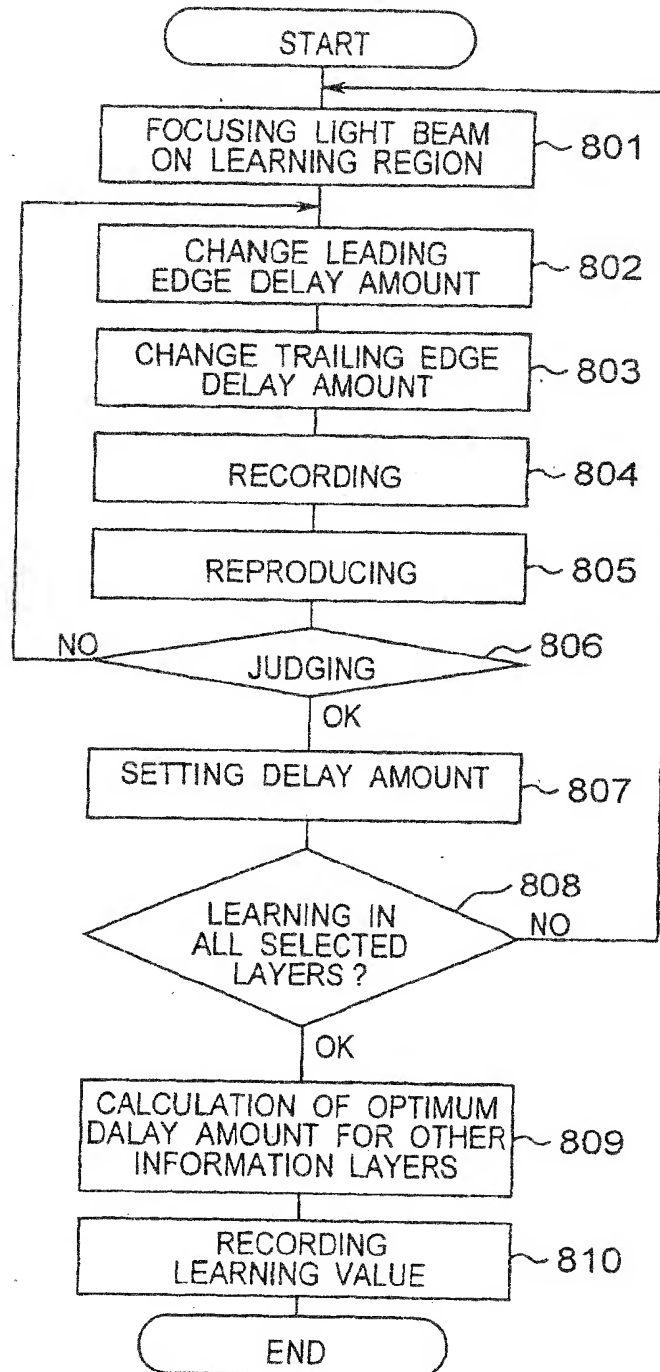 START
FOCUSING LIGHT BEAM
ON LEARNING REGION
801
CHANGE LEADING
EDGE DELAY AMOUNT
802
CHANGE TRAILING EDGE
DELAY AMOUNT
803
RECORDING
804
REPRODUCING
805
NO
JUDGING
806
OK
SETTING DELAY AMOUNT
807
LEARNING IN
ALL SELECTED
LAYERS ?
808
NO
OK
CALCULATION OF OPTIMUM
DALAY AMOUNT FOR OTHER
INFORMATION LAYERS
809
RECORDING
LEARNING VALUE
810
END